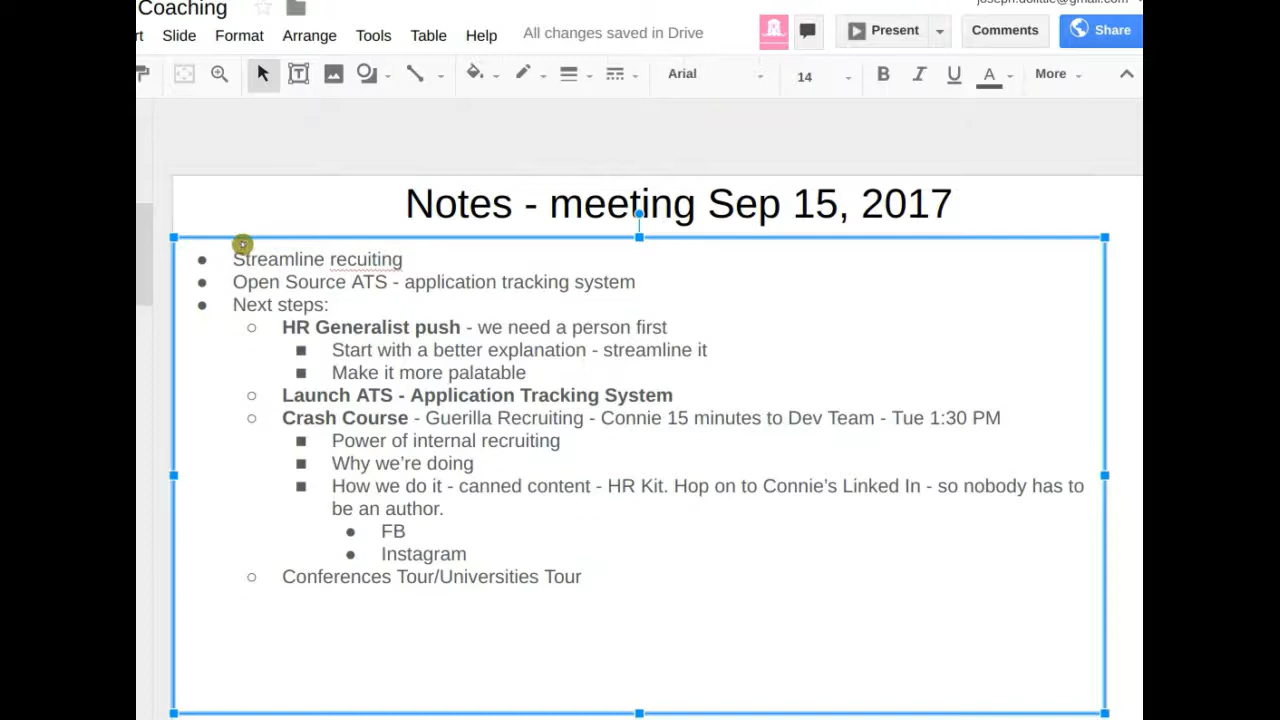 Coaching
Slide Format Arrange Tools Table Help All changes saved in Drive
Present Comments Share
Arial 14 B I U A More
Notes - meeting Sep 15, 2017
● Streamline recuiting
● Open Source ATS - application tracking system
● Next steps:
○ HR Generalist push - we need a person first
■ Start with a better explanation - streamline it
■ Make it more palatable
○ Launch ATS - Application Tracking System
○ Crash Course - Guerilla Recruiting - Connie 15 minutes to Dev Team - Tue 1:30 PM
■ Power of internal recruiting
■ Why we’re doing
■ How we do it - canned content - HR Kit. Hop on to Connie’s Linked In - so nobody has to
be an author.
● FB
● Instagram
○ Conferences Tour/Universities Tour